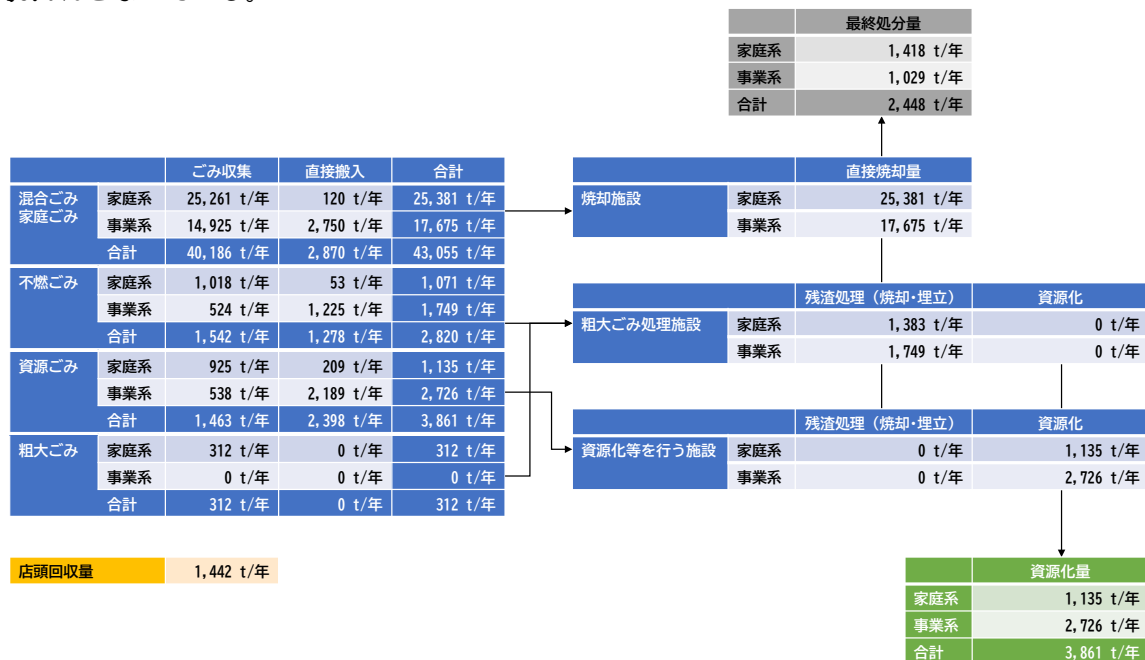 最終処分量
家庭系 1,418 t/年
事業系 1,029 t/年
合計 2,448 t/年
ごみ収集 直接搬入 合計
混合ごみ 家庭ごみ 家庭系 25,261 t/年 120 t/年 25,381 t/年
事業系 14,925 t/年 2,750 t/年 17,675 t/年
合計 40,186 t/年 2,870 t/年 43,055 t/年
不燃ごみ 家庭系 1,018 t/年 53 t/年 1,071 t/年
事業系 524 t/年 1,225 t/年 1,749 t/年
合計 1,542 t/年 1,278 t/年 2,820 t/年
資源ごみ 家庭系 925 t/年 209 t/年 1,135 t/年
事業系 538 t/年 2,189 t/年 2,726 t/年
合計 1,463 t/年 2,398 t/年 3,861 t/年
粗大ごみ 家庭系 312 t/年 0 t/年 312 t/年
事業系 0 t/年 0 t/年 0 t/年
合計 312 t/年 0 t/年 312 t/年
直接焼却量
焼却施設 家庭系 25,381 t/年
事業系 17,675 t/年
残渣処理（焼却・埋立） 資源化
粗大ごみ処理施設 家庭系 1,383 t/年 0 t/年
事業系 1,749 t/年 0 t/年
残渣処理（焼却・埋立） 資源化
資源化等を行う施設 家庭系 0 t/年 1,135 t/年
事業系 0 t/年 2,726 t/年
店頭回収量 1,442 t/年
資源化量
家庭系 1,135 t/年
事業系 2,726 t/年
合計 3,861 t/年